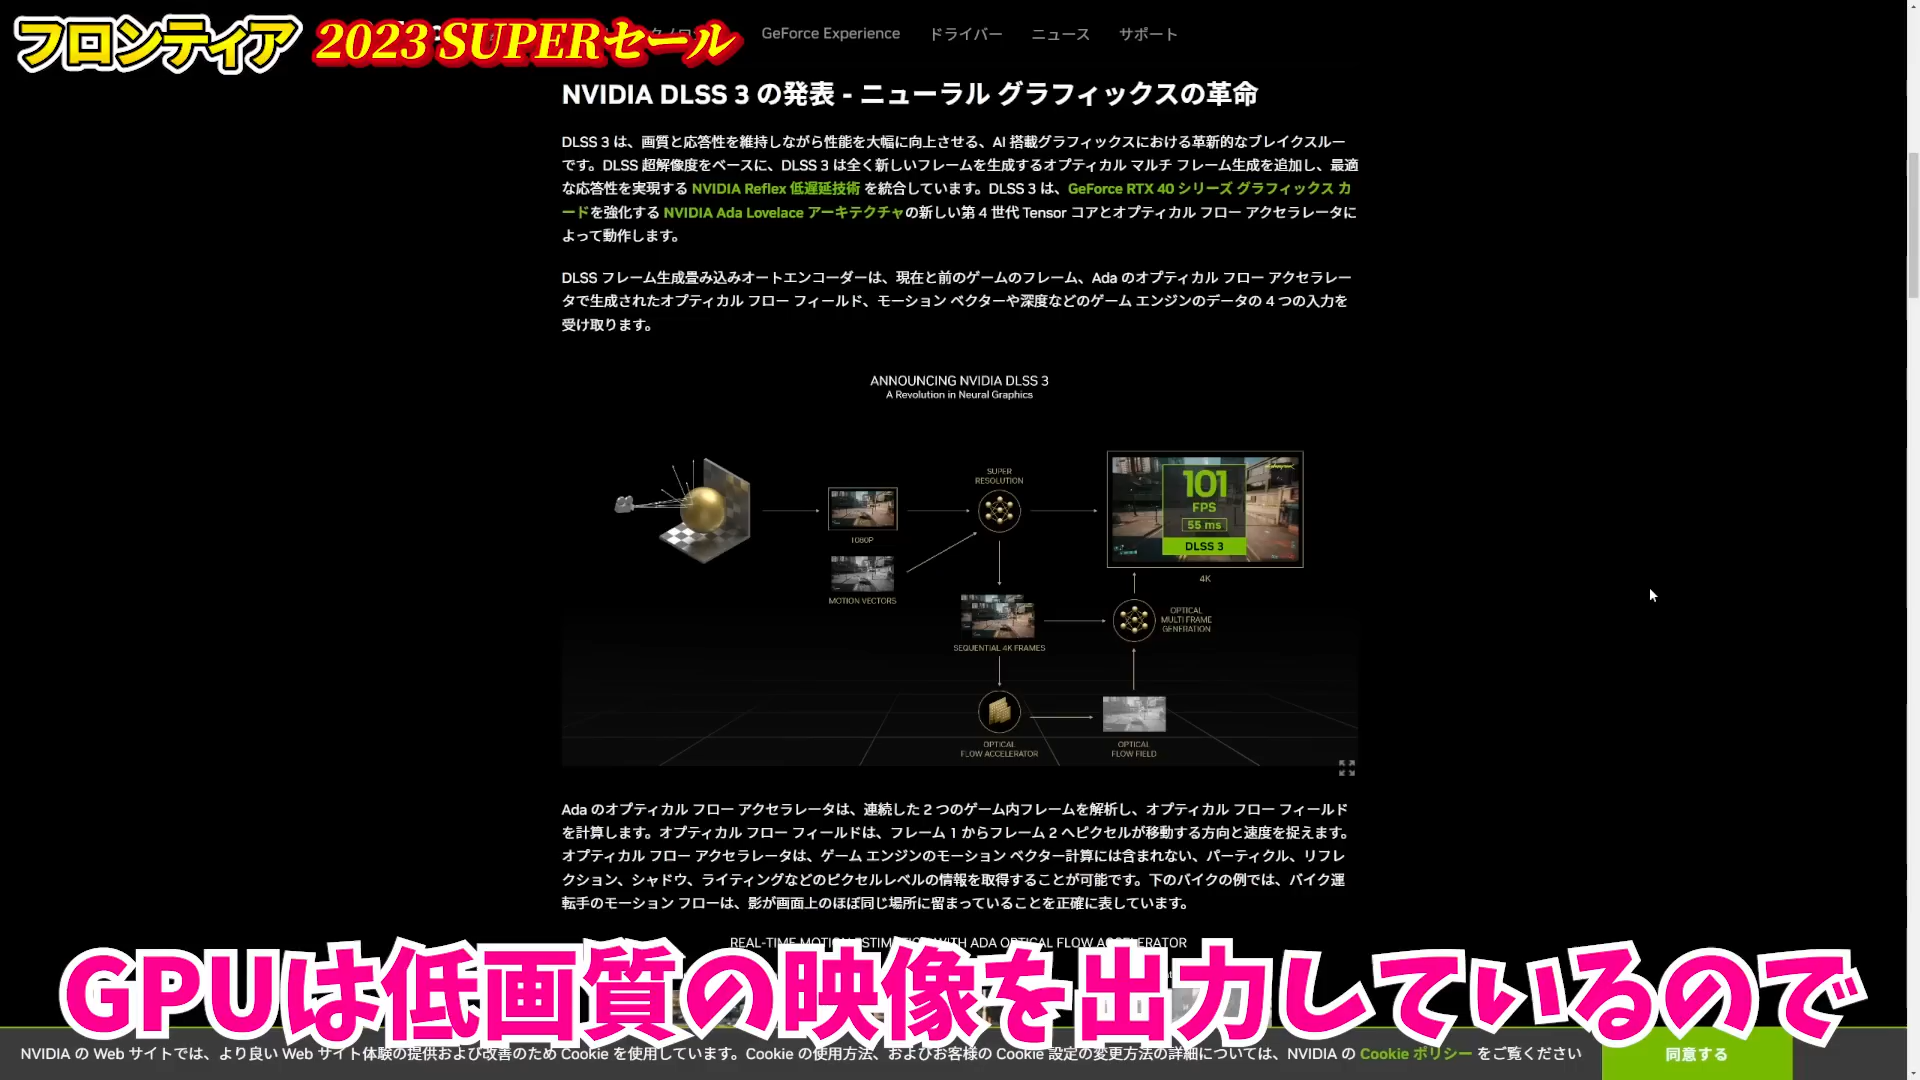 フロンティア 2023 SUPERセール
GeForce Experience ドライバー ニュース サポート
NVIDIA DLSS 3 の発表 - ニューラル グラフィックスの革命
DLSS 3 は、画質と応答性を維持しながら性能を大幅に向上させる、AI 搭載グラフィックスにおける革新的なブレイクスルー
です。DLSS 超解像度をベースに、DLSS 3 は全く新しいフレームを生成するオプティカル マルチ フレーム生成を追加し、最適
な応答性を実現する NVIDIA Reflex 低遅延技術 を統合しています。DLSS 3 は、GeForce RTX 40 シリーズ グラフィックス カ
ードを強化する NVIDIA Ada Lovelace アーキテクチャの新しい第 4 世代 Tensor コアとオプティカル フロー アクセラレータに
よって動作します。
DLSS フレーム生成畳み込みオートエンコーダーは、現在と前のゲームのフレーム、Ada のオプティカル フロー アクセラレー
タで生成されたオプティカル フロー フィールド、モーション ベクターや深度などのゲーム エンジンのデータの 4 つの入力を
受け取ります。
ANNOUNCING NVIDIA DLSS 3
A Revolution in Neural Graphics
SUPER
RESOLUTION
101
FPS
55 ms
DLSS 3
1080P
4K
MOTION VECTORS
OPTICAL
MULTI FRAME
GENERATION
SEQUENTIAL 4K FRAMES
OPTICAL
FLOW ACCELERATOR
OPTICAL
FLOW FIELD
Ada のオプティカル フロー アクセラレータは、連続した 2 つのゲーム内フレームを解析し、オプティカル フロー フィールド
を計算します。オプティカル フロー フィールドは、フレーム 1 からフレーム 2 へピクセルが移動する方向と速度を捉えます。
オプティカル フロー アクセラレータは、ゲーム エンジンのモーション ベクター計算には含まれない、パーティクル、リフレ
クション、シャドウ、ライティングなどのピクセルレベルの情報を取得することが可能です。下のバイクの例では、バイク運
転手のモーション フローは、影が画面上のほぼ同じ場所に留まっていることを正確に表しています。
REAL-TIME MOTION ESTIMATION WITH ADA OPTICAL FLOW ACCELERATOR
GPUは低画質の映像を出力しているので
NVIDIA の Web サイトでは、より良い Web サイト体験の提供および改善のため Cookie を使用しています。Cookie の使用方法、およびお客様の Cookie 設定の変更方法の詳細については、NVIDIA の Cookie ポリシー をご覧ください
同意する